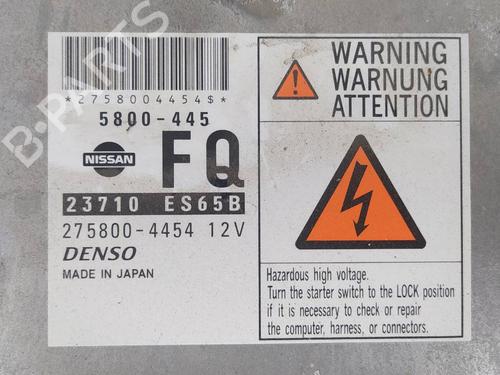 *2758004454$*
5800-445
NISSAN
FQ
23710 ES65B
275800-4454 12V
DENSO
MADE IN JAPAN
WARNING
WARNUNG
ATTENTION
Hazardous high voltage.
Turn the starter switch to the LOCK position
if it is necessary to check or repair
the computer, harness, or connectors.
B-PARTS